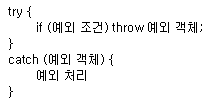 try {
if (예외 조건) throw 예외 객체;
}
catch (예외 객체) {
예외 처리
}